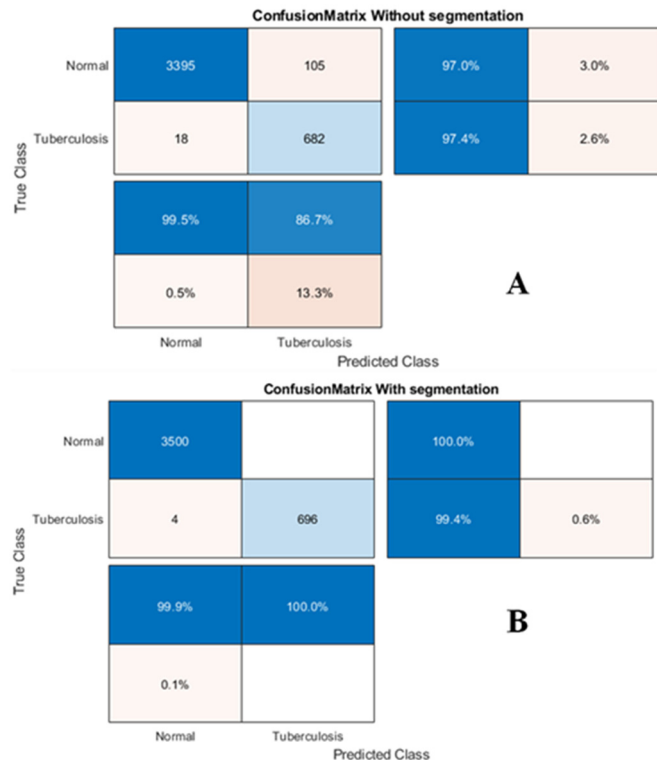 ConfusionMatrix Without segmentation
Normal 3395 105 97.0% 3.0%
Tuberculosis 18 682 97.4% 2.6%
True Class
99.5% 86.7%
0.5% 13.3%
A
Normal Tuberculosis
Predicted Class
ConfusionMatrix With segmentation
Normal 3500 100.0%
Tuberculosis 4 696 99.4% 0.6%
True Class
99.9% 100.0%
0.1%
B
Normal Tuberculosis
Predicted Class